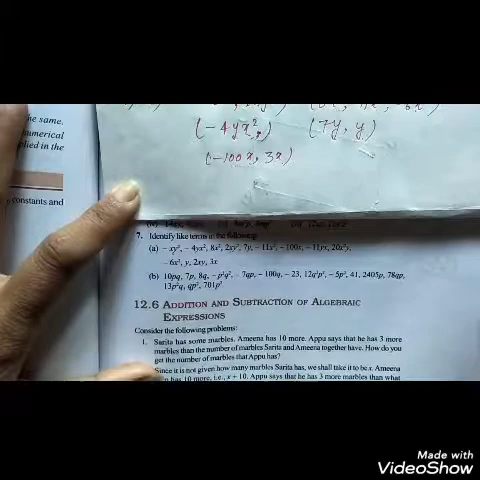 he same.
umerical
plied in the
constants and
(-4yx²,
(7y, y)
(-100x, 3x)
7. Identify like terms in the following:
(a) – xy², – 4yx², 8x², 2xy², 7y, – 11x², – 100x, – 11yx, 20x²y,
– 6x², y, 2xy, 3x
(b) 10pq, 7p, 8q, – p²q², – 7qp, – 100q, – 23, 12q²p², – 5p², 41, 2405p, 78qp,
13p²q, qp², 701p²
12.6 ADDITION AND SUBTRACTION OF ALGEBRAIC
EXPRESSIONS
Consider the following problems:
1. Sarita has some marbles. Ameena has 10 more. Appu says that he has 3 more
marbles than the number of marbles Sarita and Ameena together have. How do you
get the number of marbles that Appu has?
Since it is not given how many marbles Sarita has, we shall take it to be x. Ameena
has 10 more, i.e., x + 10. Appu says that he has 3 more marbles than what
Made with
VideoShow